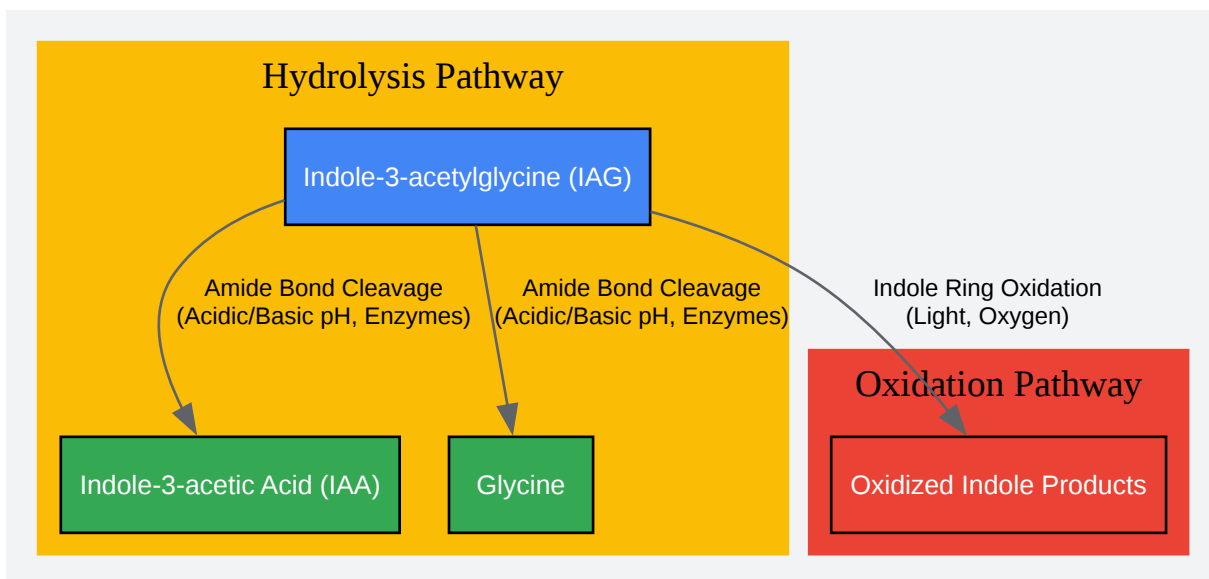 Hydrolysis Pathway
Indole-3-acetylglycine (IAG)
Amide Bond Cleavage
(Acidic/Basic pH, Enzymes)
Amide Bond Cleavage
(Acidic/Basic pH, Enzymes)
Indole Ring Oxidation
(Light, Oxygen)
Oxidation Pathway
Indole-3-acetic Acid (IAA)
Glycine
Oxidized Indole Products